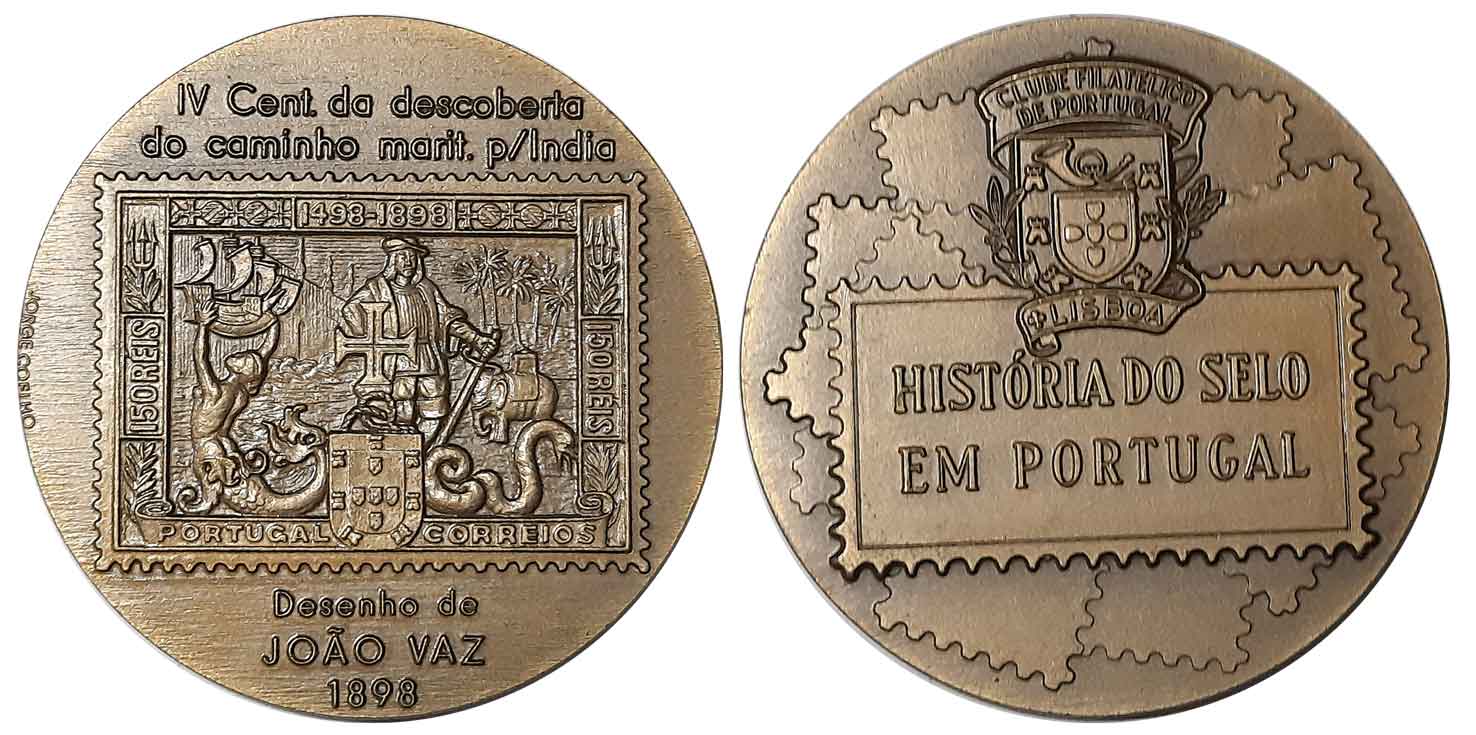 IV Cent. da descoberta
do caminho marit. p/India
1498-1898
150 REIS
150 REIS
PORTUGAL CORREIOS
JORGE COELHO
Desenho de
JOÃO VAZ
1898
CLUBE FILATÉLICO
DE PORTUGAL
LISBOA
HISTÓRIA DO SELO
EM PORTUGAL